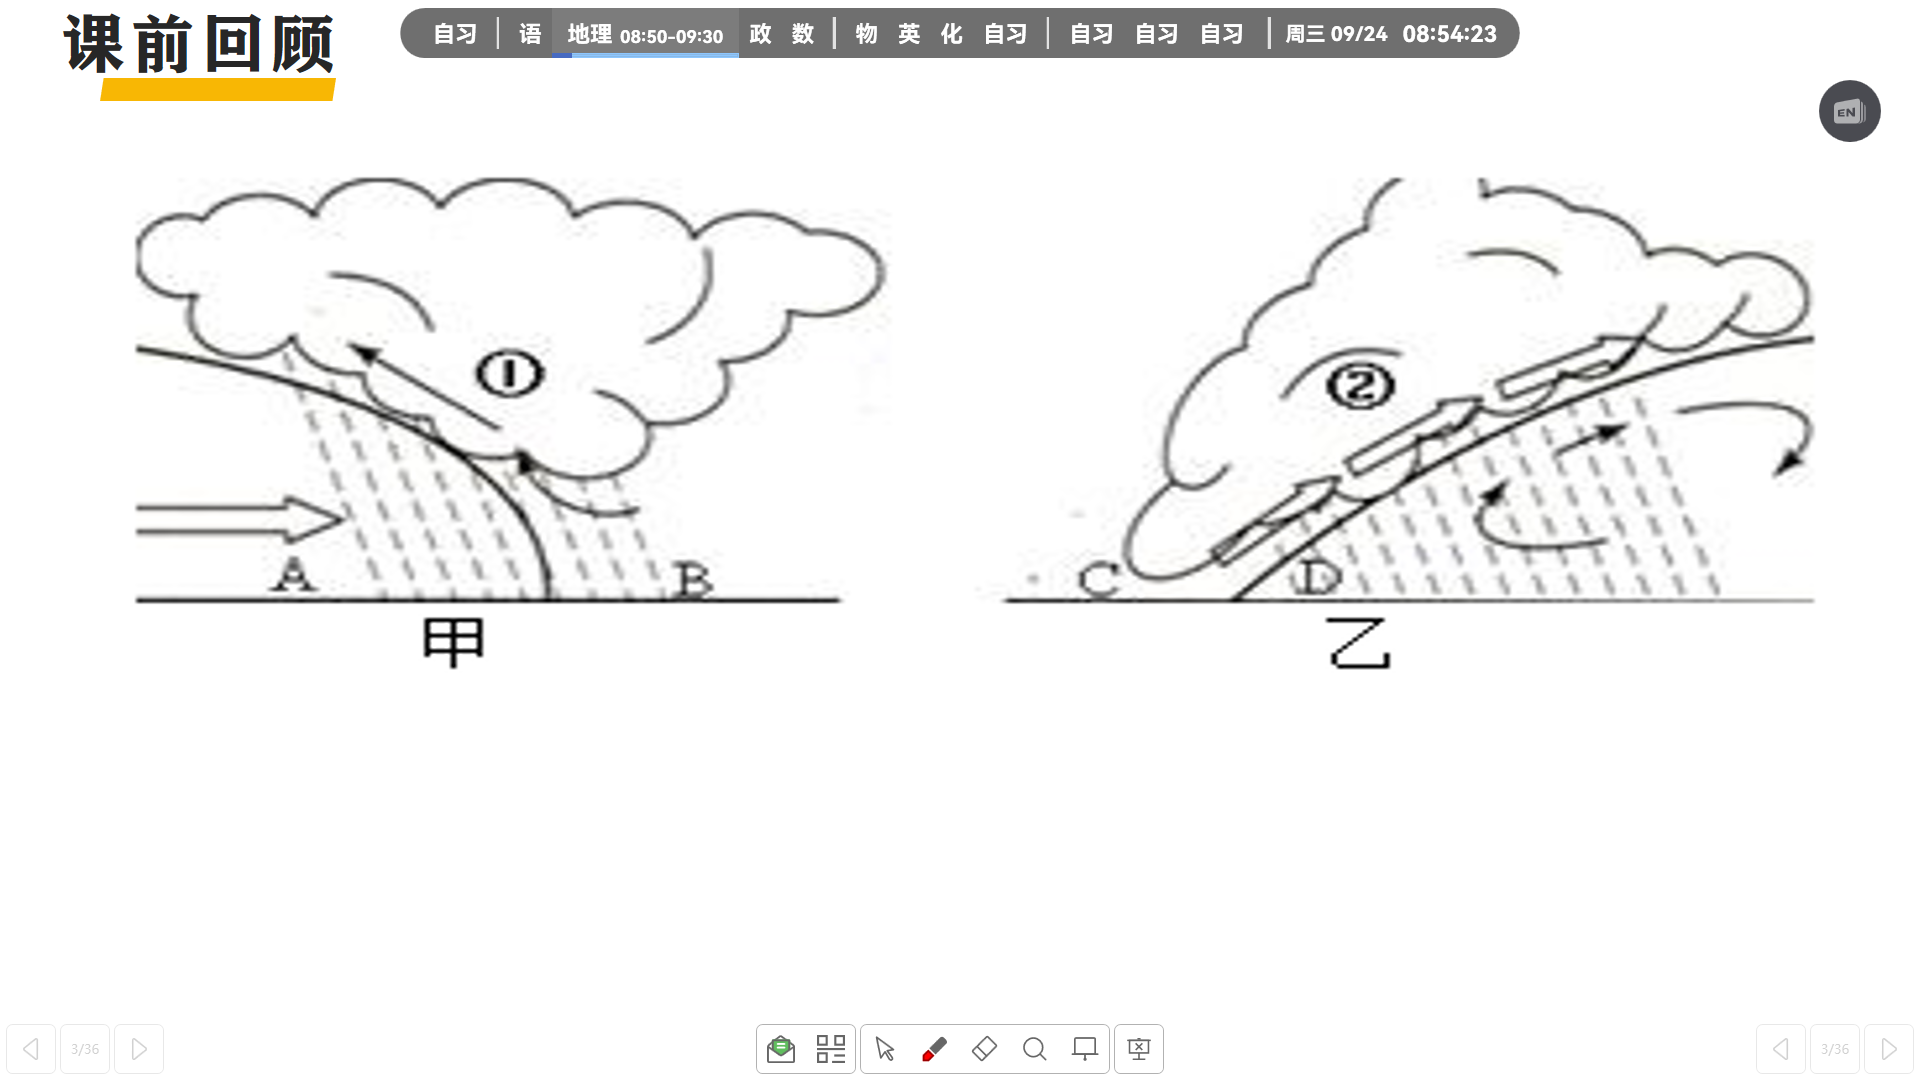 课前回顾
自习 语 地理 08:50-09:30 政 数 物 英 化 自习 自习 自习 自习 周三 09/24 08:54:23
EN
① ②
A B C D
甲 乙
3/36 3/36